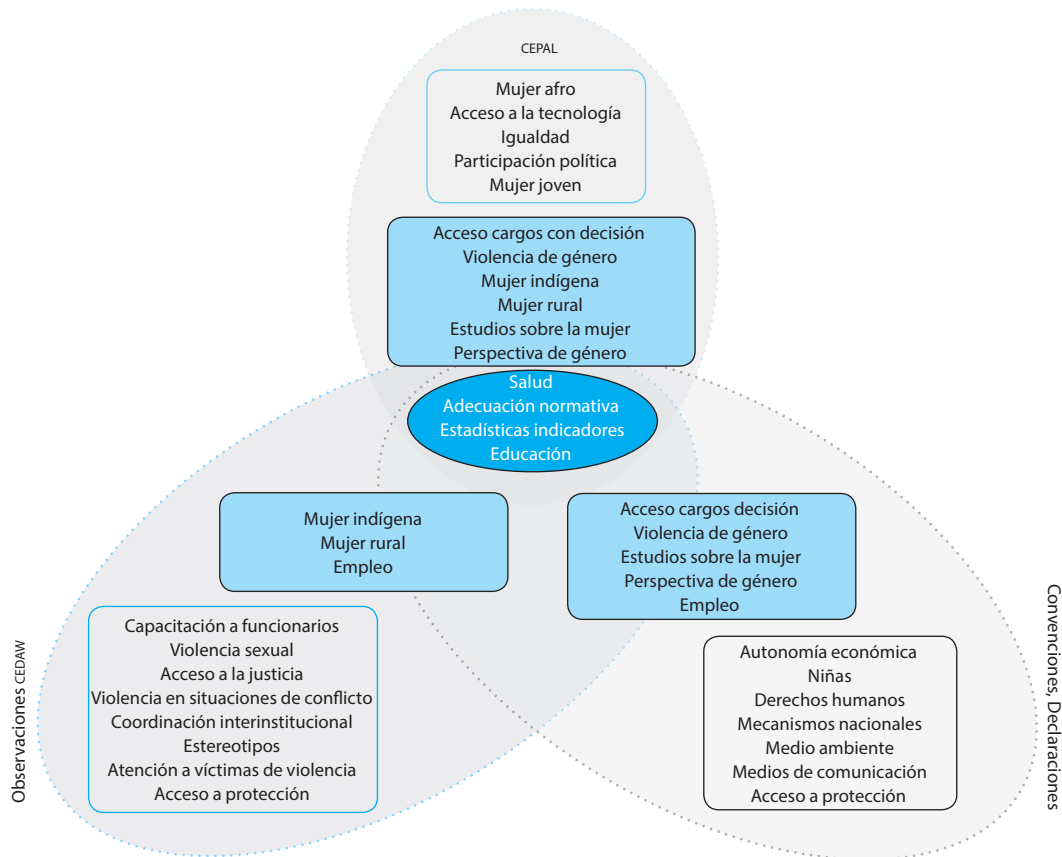 CEPAL
Mujer afro
Acceso a la tecnología
Igualdad
Participación política
Mujer joven
Acceso cargos con decisión
Violencia de género
Mujer indígena
Mujer rural
Estudios sobre la mujer
Perspectiva de género
Salud
Adecuación normativa
Estadísticas indicadores
Educación
Mujer indígena
Mujer rural
Empleo
Acceso cargos decisión
Violencia de género
Estudios sobre la mujer
Perspectiva de género
Empleo
Observaciones CEDAW
Capacitación a funcionarios
Violencia sexual
Acceso a la justicia
Violencia en situaciones de conflicto
Coordinación interinstitucional
Estereotipos
Atención a víctimas de violencia
Acceso a protección
Autonomía económica
Niñas
Derechos humanos
Mecanismos nacionales
Medio ambiente
Medios de comunicación
Acceso a protección
Convenciones, Declaraciones